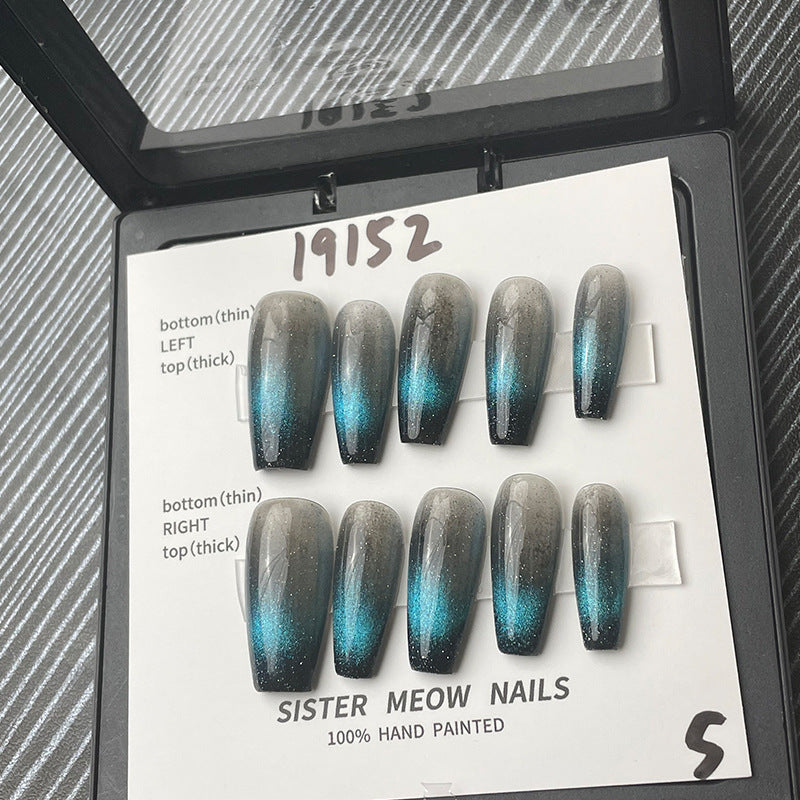 19152
bottom(thin)
LEFT
top(thick)
bottom(thin)
RIGHT
top(thick)
SISTER MEOW NAILS
100% HAND PAINTED
S